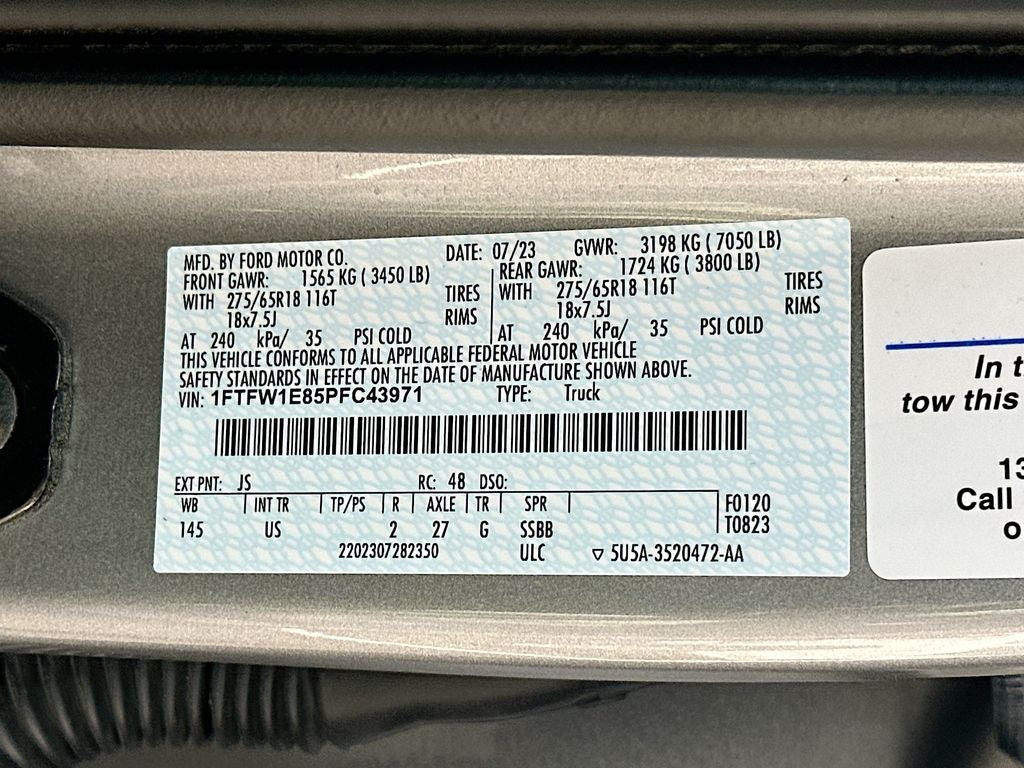 MFD. BY FORD MOTOR CO. DATE: 07/23 GVWR: 3198 KG ( 7050 LB)
FRONT GAWR: 1565 KG ( 3450 LB) REAR GAWR: 1724 KG ( 3800 LB)
WITH 275/65R18 116T TIRES WITH 275/65R18 116T TIRES
18x7.5J RIMS 18x7.5J RIMS
AT 240 kPa/ 35 PSI COLD AT 240 kPa/ 35 PSI COLD
THIS VEHICLE CONFORMS TO ALL APPLICABLE FEDERAL MOTOR VEHICLE
SAFETY STANDARDS IN EFFECT ON THE DATE OF MANUFACTURE SHOWN ABOVE.
VIN: 1FTFW1E85PFC43971 TYPE: Truck
EXT PNT: JS RC: 48 DSO:
WB INT TR TP/PS R AXLE TR SPR F0120
145 US 2 27 G SSBB T0823
2202307282350 ULC ▽ 5U5A-3520472-AA
In t
tow this
13
Call
o